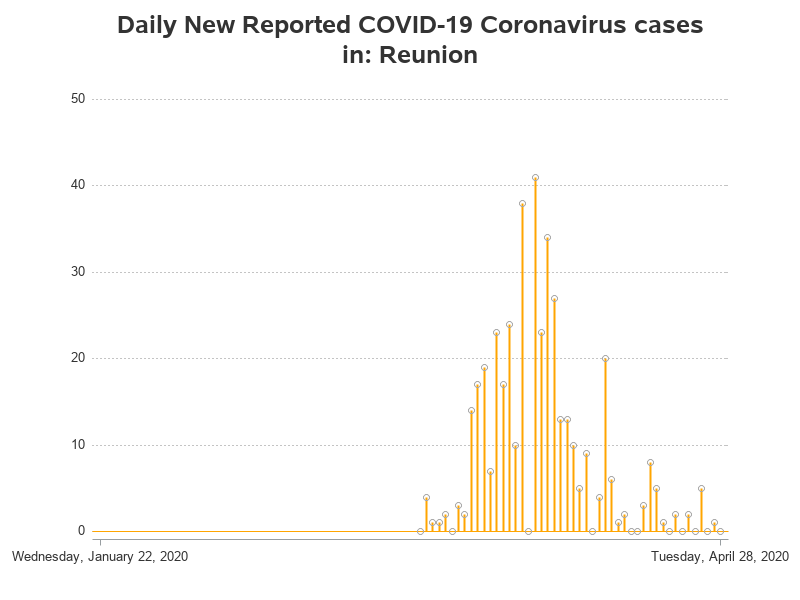 Daily New Reported COVID-19 Coronavirus cases
in: Reunion
50
40
30
20
10
0
Wednesday, January 22, 2020
Tuesday, April 28, 2020